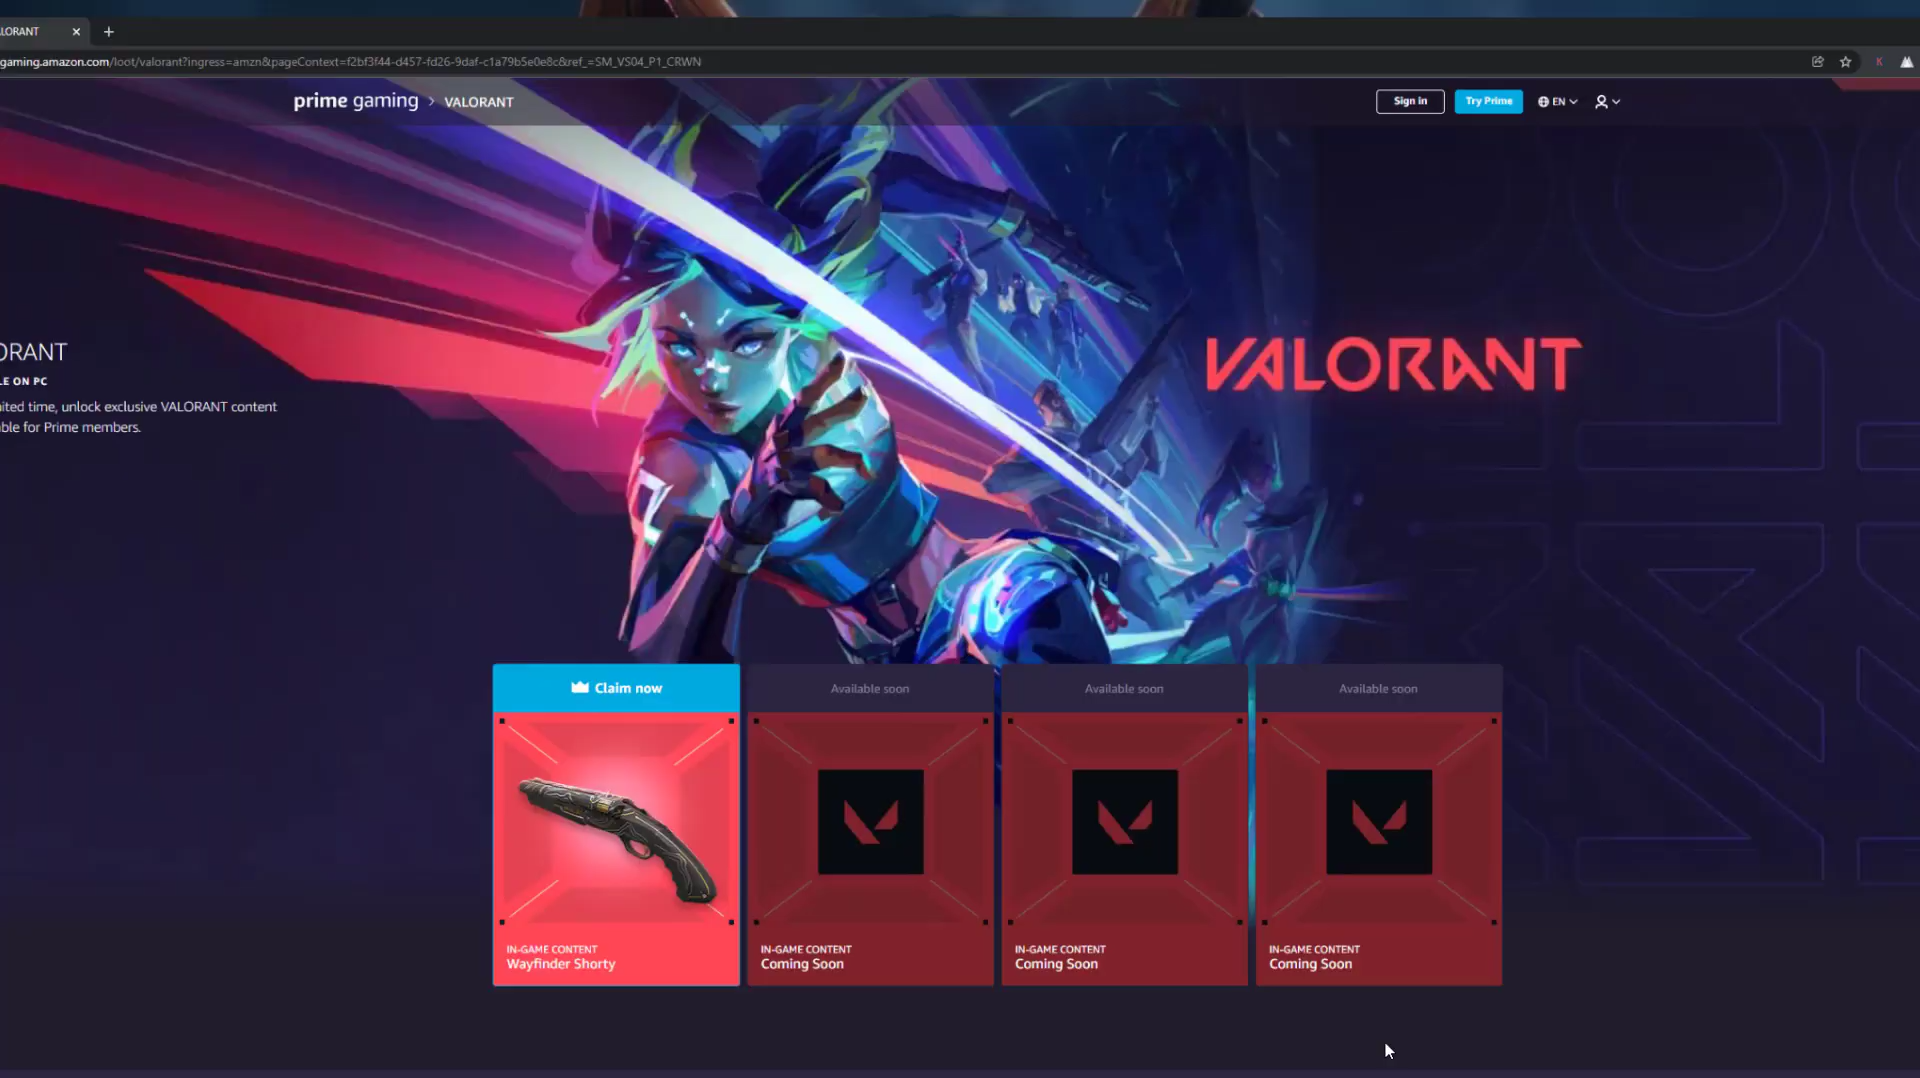 LORANT
gaming.amazon.com/loot/valorant?ingress=amzn&pageContext=f2bf3f44-d457-fd26-9daf-c1a79b5e0e8c&ref_=SM_VS04_P1_CRWN
prime gaming > VALORANT
Sign in
Try Prime
EN
ORANT
LE ON PC
ited time, unlock exclusive VALORANT content
ble for Prime members.
VALORANT
Claim now
Available soon
Available soon
Available soon
IN-GAME CONTENT
Wayfinder Shorty
IN-GAME CONTENT
Coming Soon
IN-GAME CONTENT
Coming Soon
IN-GAME CONTENT
Coming Soon